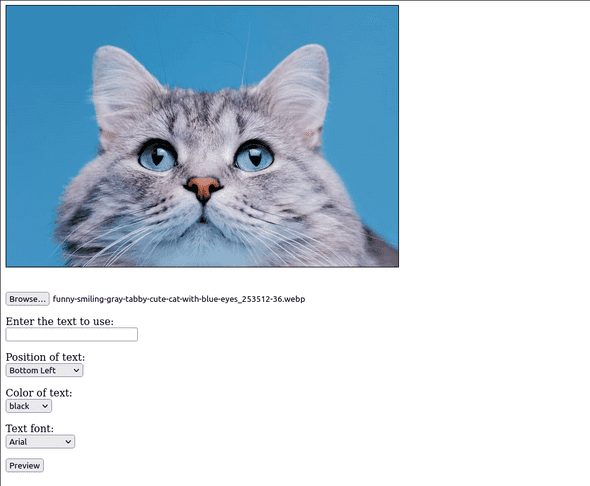 Browse... funny-smiling-gray-tabby-cute-cat-with-blue-eyes_253512-36.webp
Enter the text to use:
Position of text:
Bottom Left
Color of text:
black
Text font:
Arial
Preview